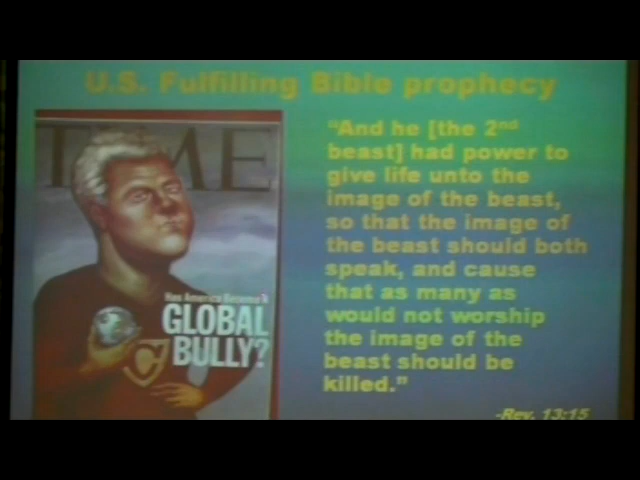 U.S. Fulfilling Bible prophecy
TIME
Has America Become A
GLOBAL
BULLY?
C
“And he [the 2nd
beast] had power to
give life unto the
image of the beast,
so that the image of
the beast should both
speak, and cause
that as many as
would not worship
the image of the
beast should be
killed.”
-Rev. 13:15